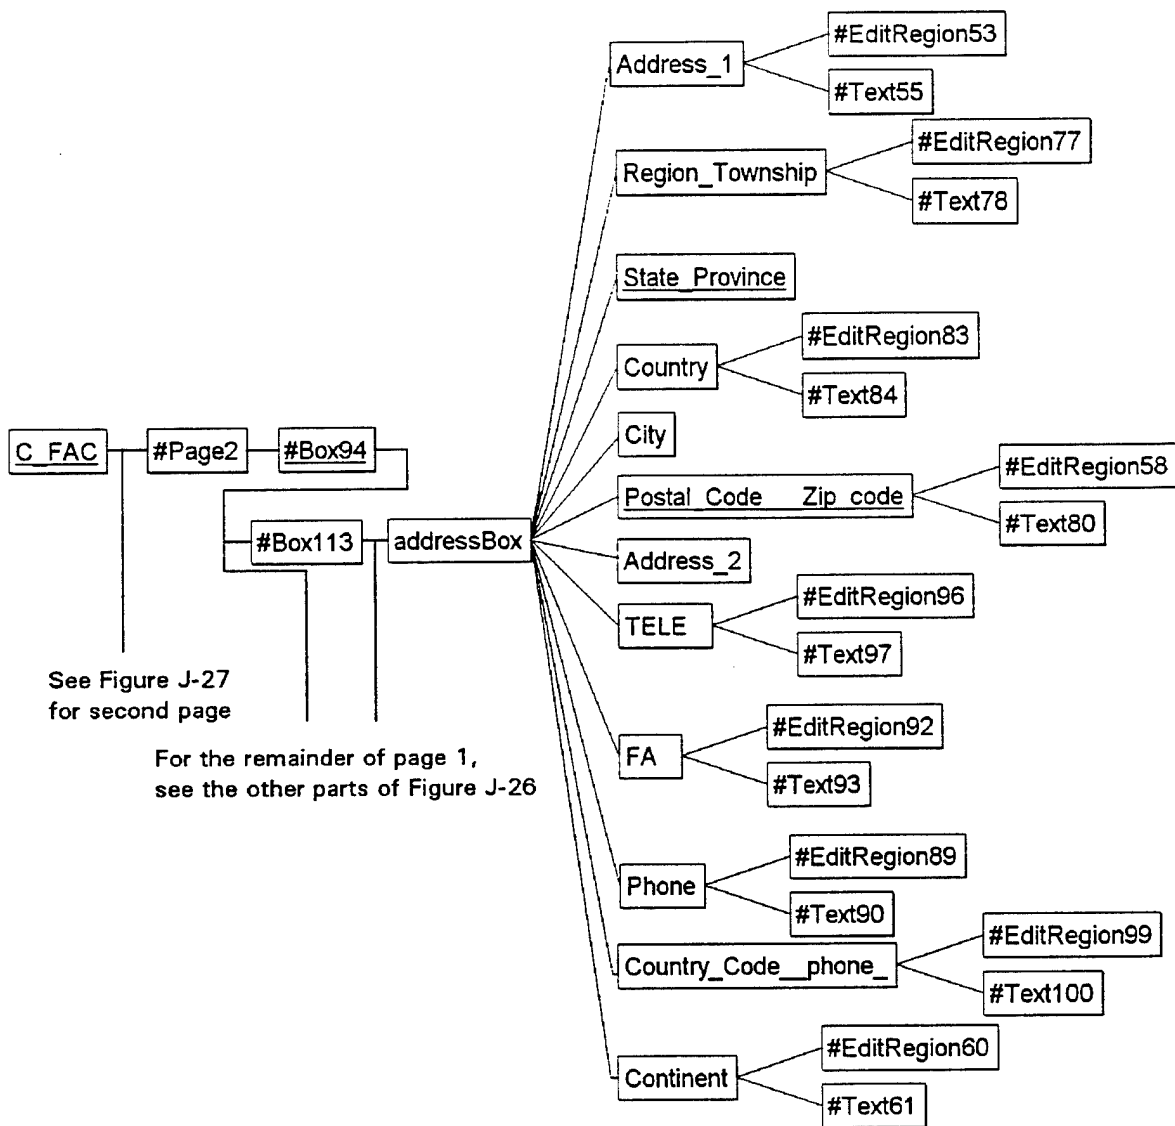 #EditRegion53
Address_1
#Text55
#EditRegion77
Region_Township
#Text78
State_Province
#EditRegion83
Country
#Text84
City
C_FAC
#Page2
#Box94
#EditRegion58
Postal_Code__Zip_code
#Text80
#Box113
addressBox
Address_2
#EditRegion96
TELE
#Text97
See Figure J-27
for second page
For the remainder of page 1,
see the other parts of Figure J-26
#EditRegion92
FA
#Text93
#EditRegion89
Phone
#Text90
#EditRegion99
Country_Code__phone_
#Text100
#EditRegion60
Continent
#Text61